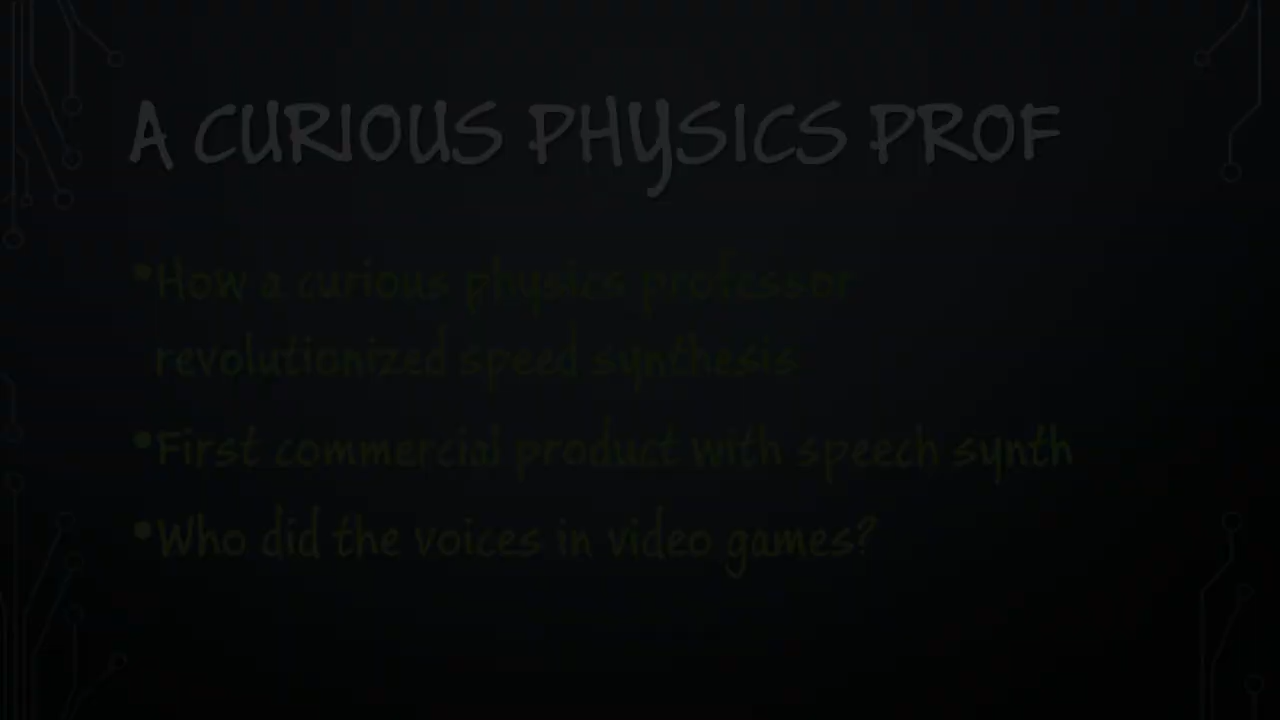 A CURIOUS PHYSICS PROF
•How a curious physics professor
revolutionized speed synthesis
•First commercial product with speech synth
•Who did the voices in video games?